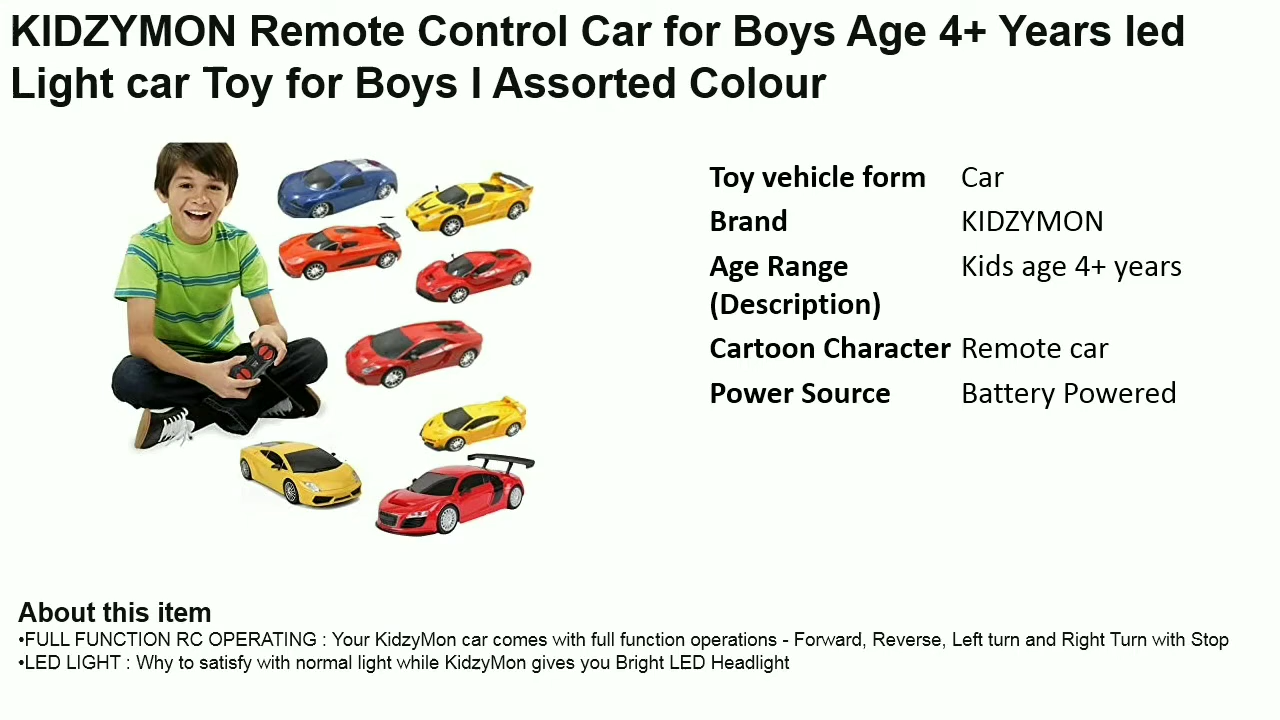 KIDZYMON Remote Control Car for Boys Age 4+ Years led
Light car Toy for Boys I Assorted Colour
Toy vehicle form Car
Brand KIDZYMON
Age Range Kids age 4+ years
(Description)
Cartoon Character Remote car
Power Source Battery Powered
About this item
•FULL FUNCTION RC OPERATING : Your KidzyMon car comes with full function operations - Forward, Reverse, Left turn and Right Turn with Stop
•LED LIGHT : Why to satisfy with normal light while KidzyMon gives you Bright LED Headlight